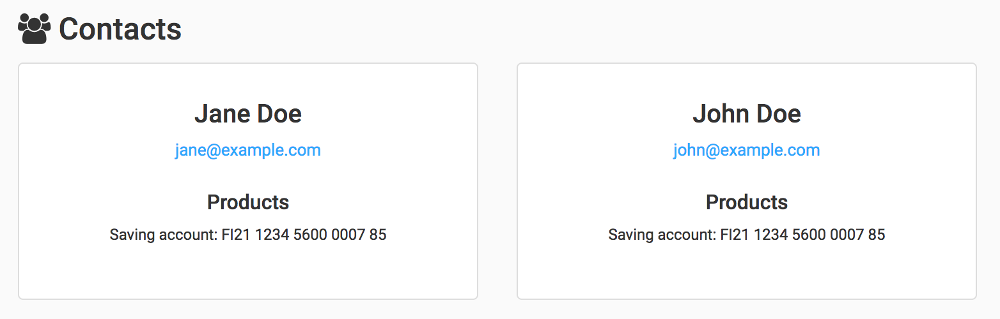 Contacts
Jane Doe
jane@example.com
Products
Saving account: FI21 1234 5600 0007 85
John Doe
john@example.com
Products
Saving account: FI21 1234 5600 0007 85